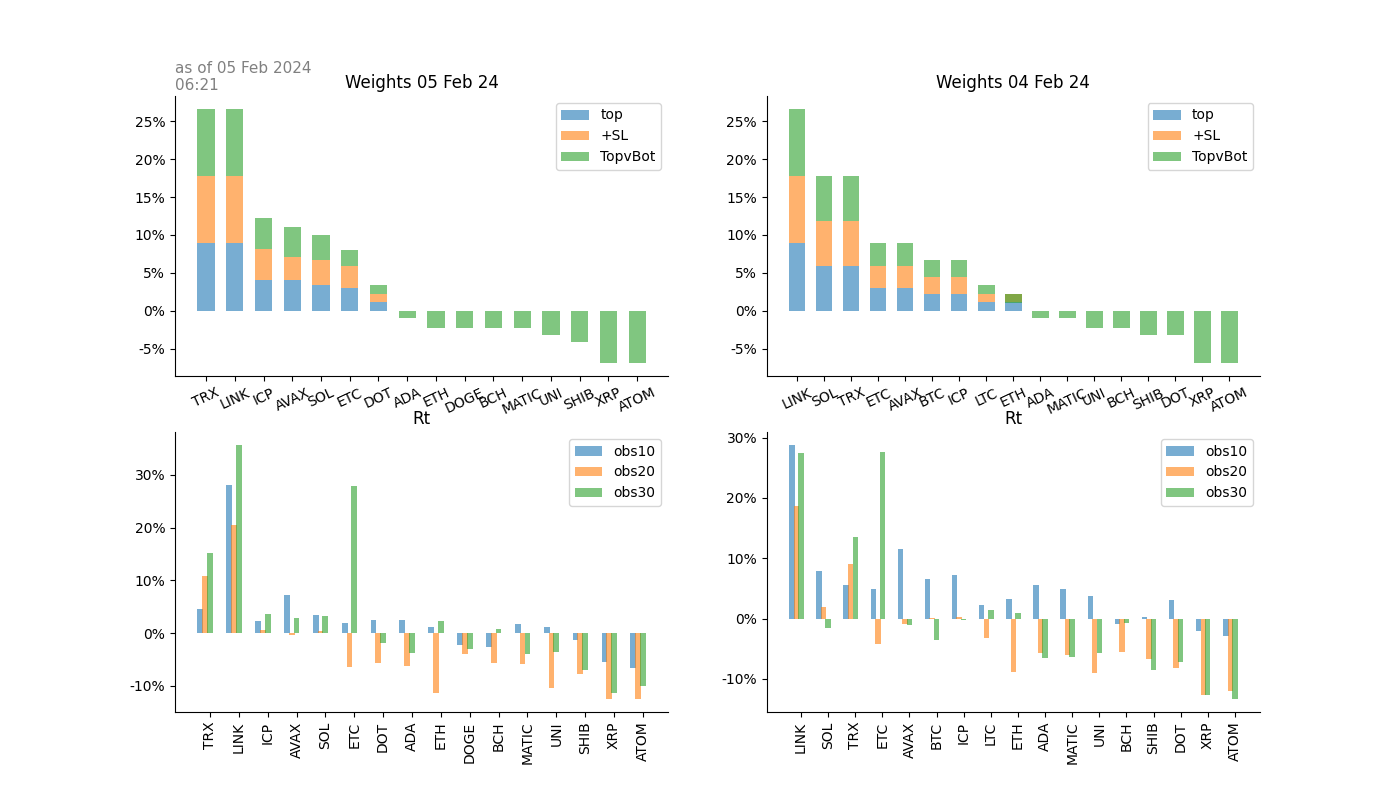 as of 05 Feb 2024
06:21
Weights 05 Feb 24
25%
20%
15%
10%
5%
0%
-5%
top
+SL
TopvBot
TRX LINK ICP AVAX SOL ETC DOT ADA ETH DOGE BCH MATIC UNI SHIB XRP ATOM
Weights 04 Feb 24
25%
20%
15%
10%
5%
0%
-5%
top
+SL
TopvBot
LINK SOL TRX ETC AVAX BTC ICP LTC ETH ADA MATIC UNI BCH SHIB DOT XRP ATOM
Rt
30%
20%
10%
0%
-10%
obs10
obs20
obs30
TRX LINK ICP AVAX SOL ETC DOT ADA ETH DOGE BCH MATIC UNI SHIB XRP ATOM
Rt
30%
20%
10%
0%
-10%
obs10
obs20
obs30
LINK SOL TRX ETC AVAX BTC ICP LTC ETH ADA MATIC UNI BCH SHIB DOT XRP ATOM